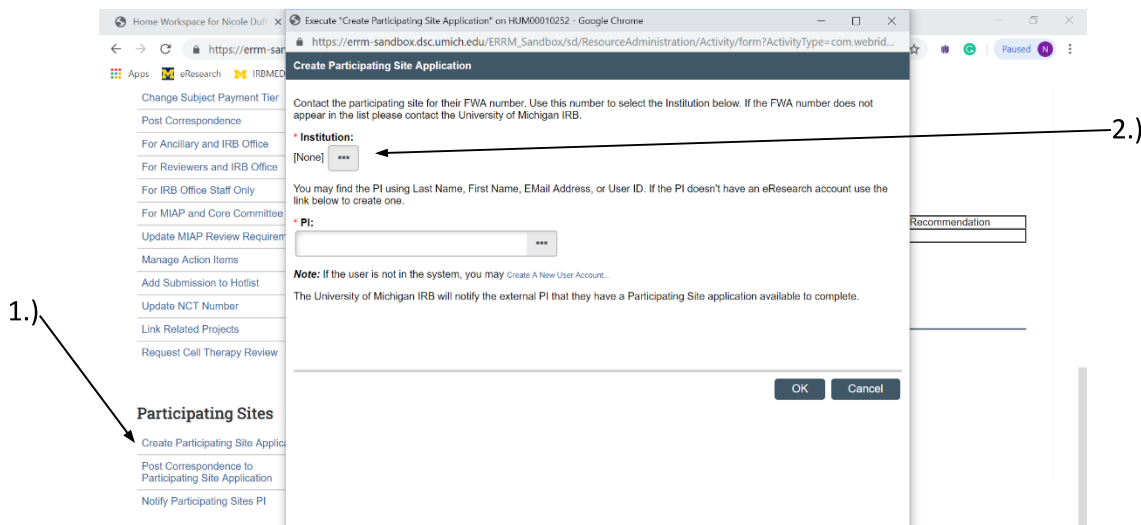 Home Workspace for Nicole Duf
Execute "Create Participating Site Application" on HUM00010252 - Google Chrome
https://errm-san
https://errm-sandbox.dsc.umich.edu/ERRM_Sandbox/sd/ResourceAdministration/Activity/form?ActivityType=com.webrid...
Paused N
Apps eResearch IRBMED
Create Participating Site Application
Change Subject Payment Tier
Post Correspondence
For Ancillary and IRB Office
For Reviewers and IRB Office
For IRB Office Staff Only
For MIAP and Core Committee
Update MIAP Review Requirem
Manage Action Items
Add Submission to Hotlist
Update NCT Number
Link Related Projects
Request Cell Therapy Review
Participating Sites
Create Participating Site Applica
Post Correspondence to
Participating Site Application
Notify Participating Sites PI
1.)
Contact the participating site for their FWA number. Use this number to select the Institution below. If the FWA number does not
appear in the list please contact the University of Michigan IRB.
* Institution:
[None] ...
2.)
You may find the PI using Last Name, First Name, EMail Address, or User ID. If the PI doesn't have an eResearch account use the
link below to create one.
* PI:
...
Note: If the user is not in the system, you may Create A New User Account...
The University of Michigan IRB will notify the external PI that they have a Participating Site application available to complete.
OK Cancel
Recommendation